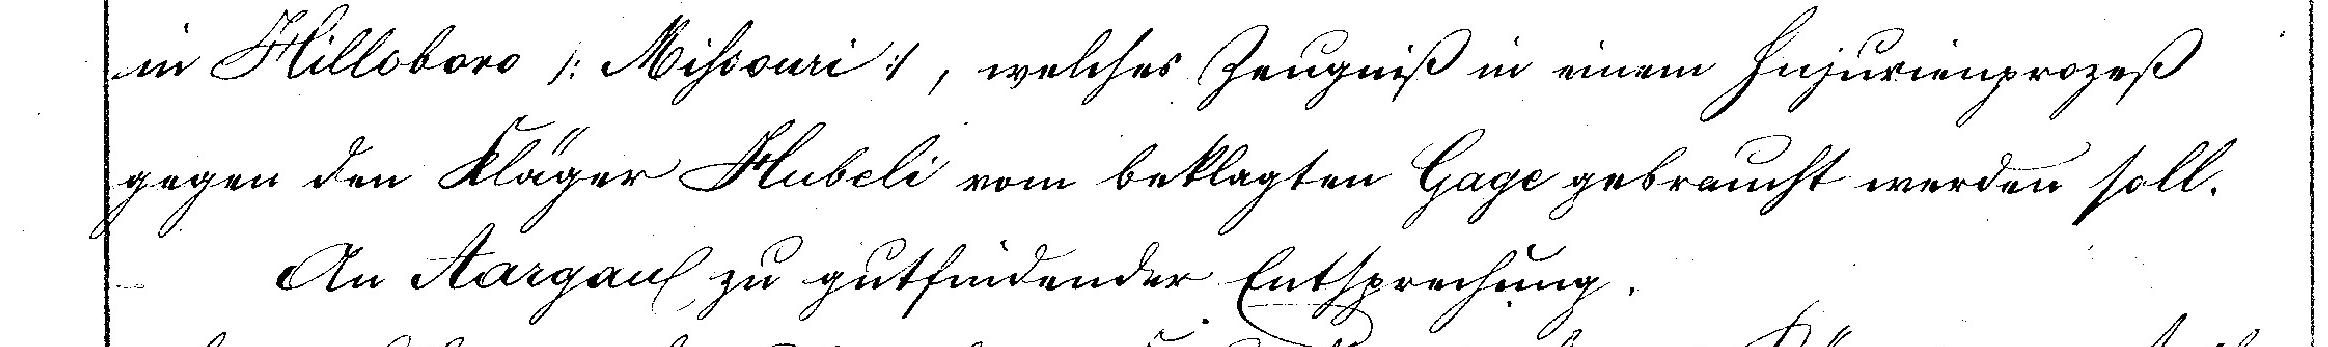 in Hillsboro /: Missouri :/, welches Zeugniß in einem Injurienprozeß
gegen den Kläger Hubeli vom beklagten Gage gebraucht werden soll.
An Aargau, zu gutfindender Entsprechung.